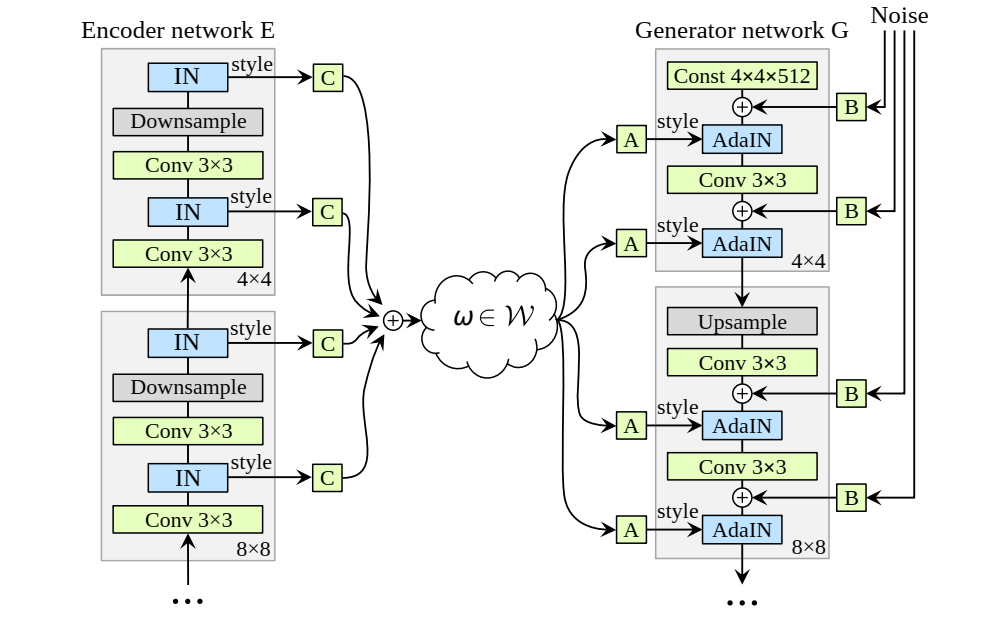 Encoder network E
IN
style
C
Downsample
Conv 3×3
IN
style
C
Conv 3×3
4×4
IN
style
C
Downsample
Conv 3×3
IN
style
C
Conv 3×3
8×8
...
+
ω ∈ 𝒲
Generator network G
Noise
Const 4×4×512
+
B
A
style
AdaIN
Conv 3×3
+
B
A
style
AdaIN
4×4
Upsample
Conv 3×3
+
B
A
style
AdaIN
Conv 3×3
+
B
A
style
AdaIN
8×8
...